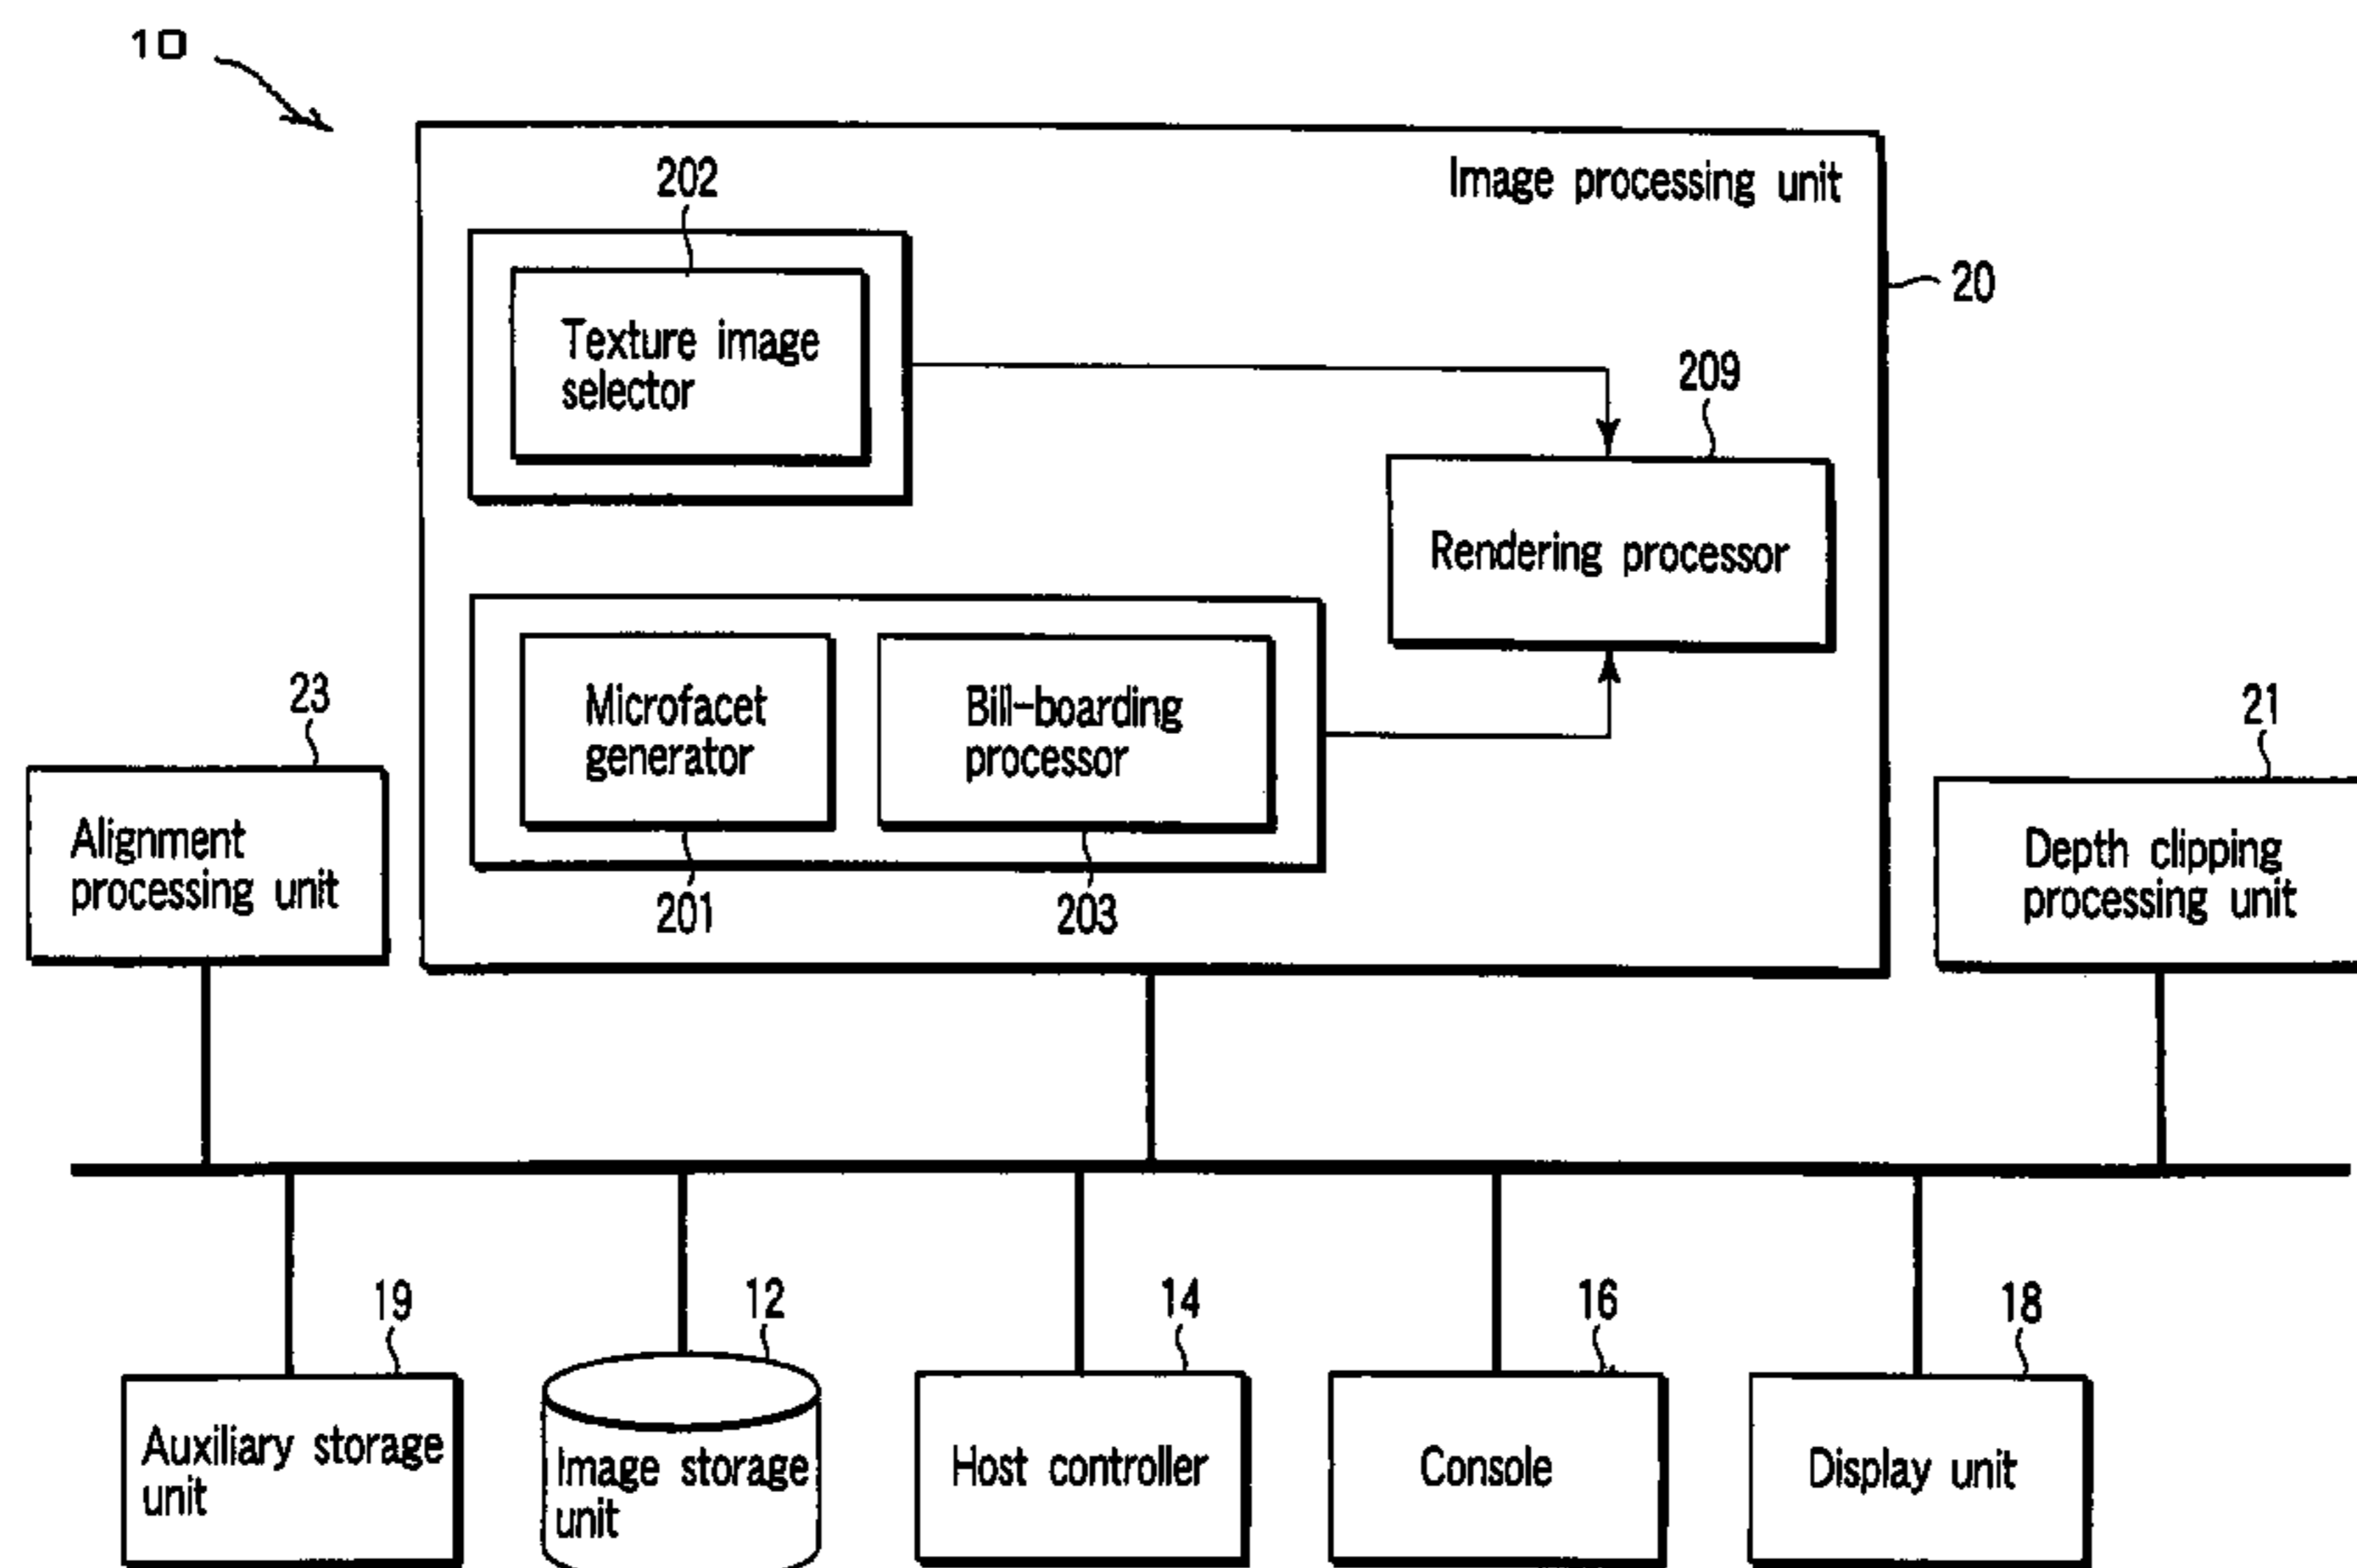 10
202
Image processing unit
20
Texture image
selector
209
Rendering processor
23
Microfacet
generator
Bill-boarding
processor
21
Alignment
processing unit
201
203
Depth clipping
processing unit
19
12
14
16
18
Auxiliary storage
unit
Image storage
unit
Host controller
Console
Display unit